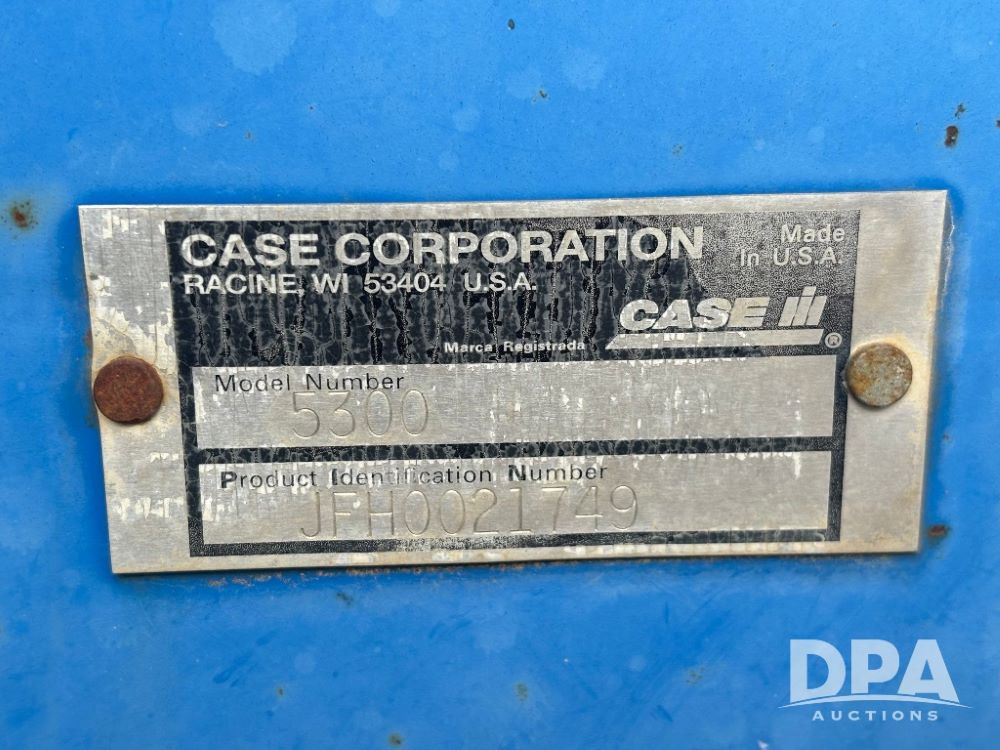 CASE CORPORATION
Made
In U.S.A.
RACINE, WI 53404 U.S.A.
CASE IH
Marca Registrada
®
Model Number
5300
Product Identification Number
JFH0021749
DPA
AUCTIONS